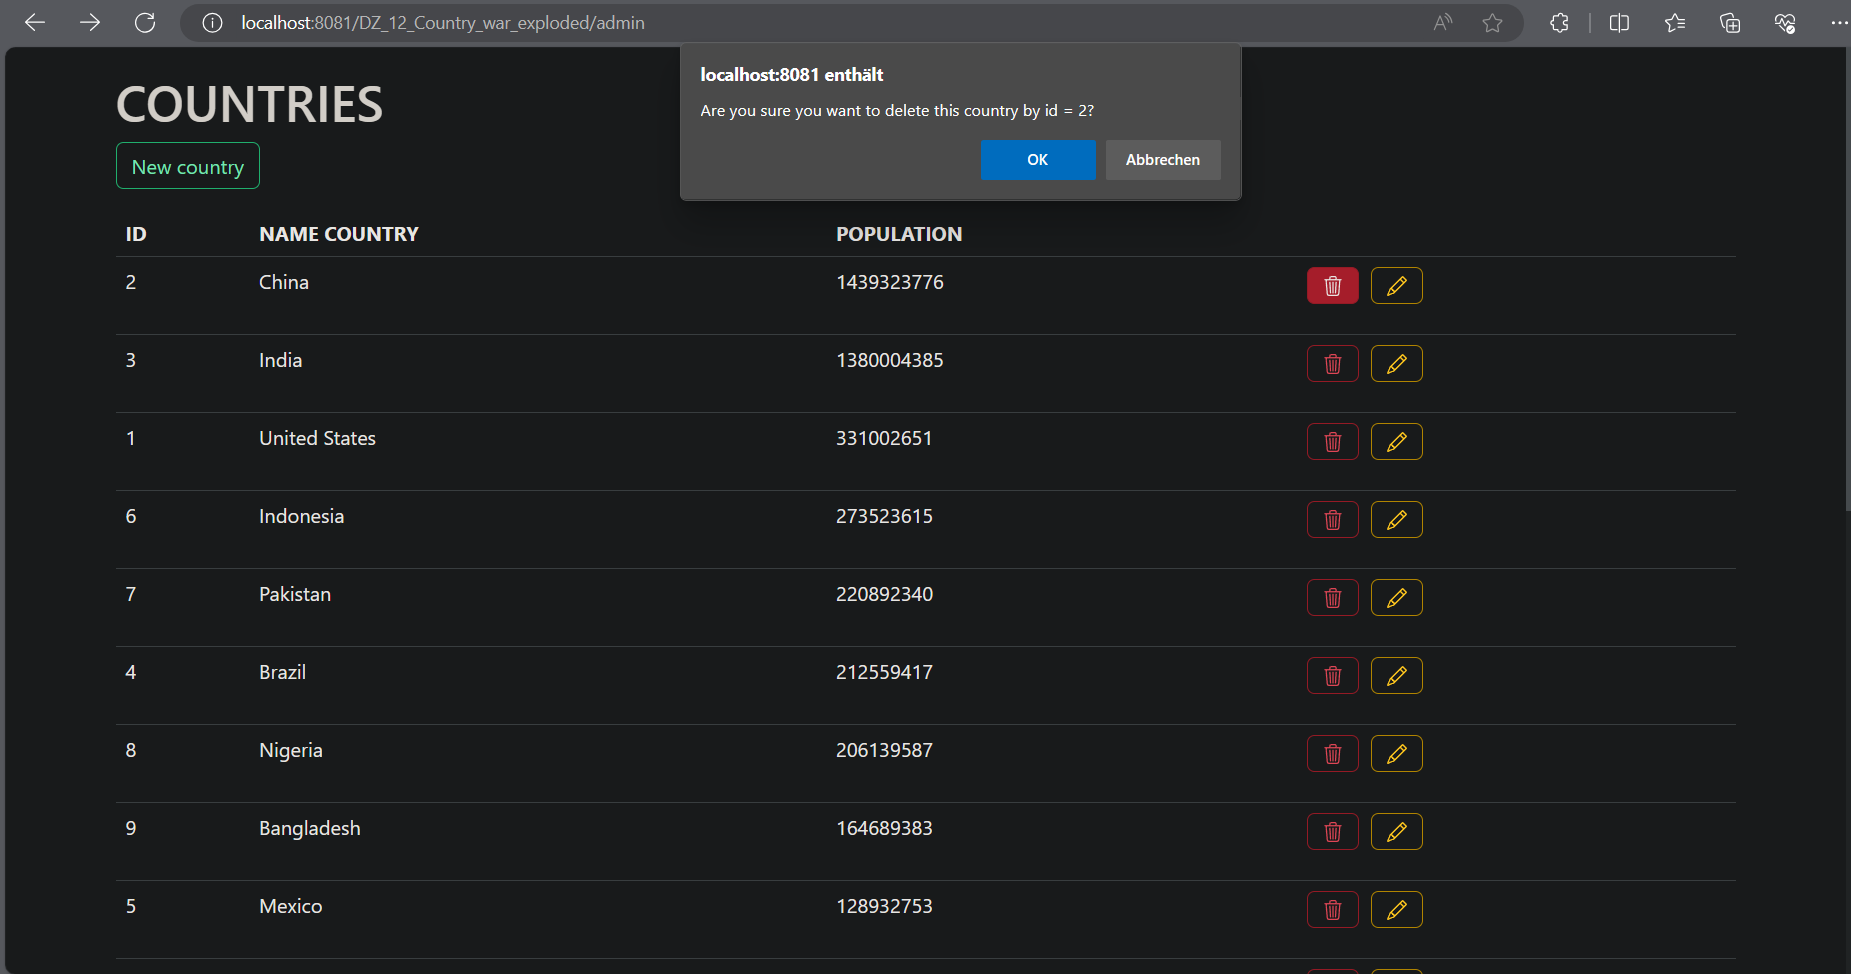 localhost:8081/DZ_12_Country_war_exploded/admin
localhost:8081 enthält
Are you sure you want to delete this country by id = 2?
OK Abbrechen
COUNTRIES
New country
ID NAME COUNTRY POPULATION
2 China 1439323776
3 India 1380004385
1 United States 331002651
6 Indonesia 273523615
7 Pakistan 220892340
4 Brazil 212559417
8 Nigeria 206139587
9 Bangladesh 164689383
5 Mexico 128932753